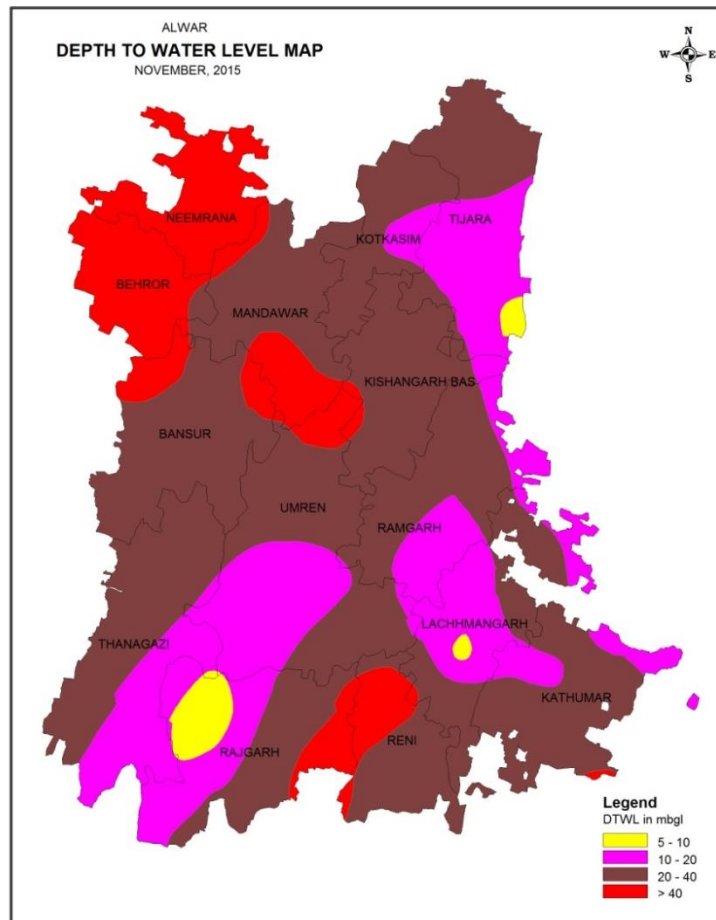 ALWAR
DEPTH TO WATER LEVEL MAP
NOVEMBER, 2015
N
W E
S
NEEMRANA
TIJARA
KOTKASIM
BEHROR
MANDAWAR
KISHANGARH BAS
BANSUR
UMREN
RAMGARH
LACHHMANGARH
THANAGAZI
KATHUMAR
RENI
RAJGARH
Legend
DTWL in mbgl
5 - 10
10 - 20
20 - 40
> 40